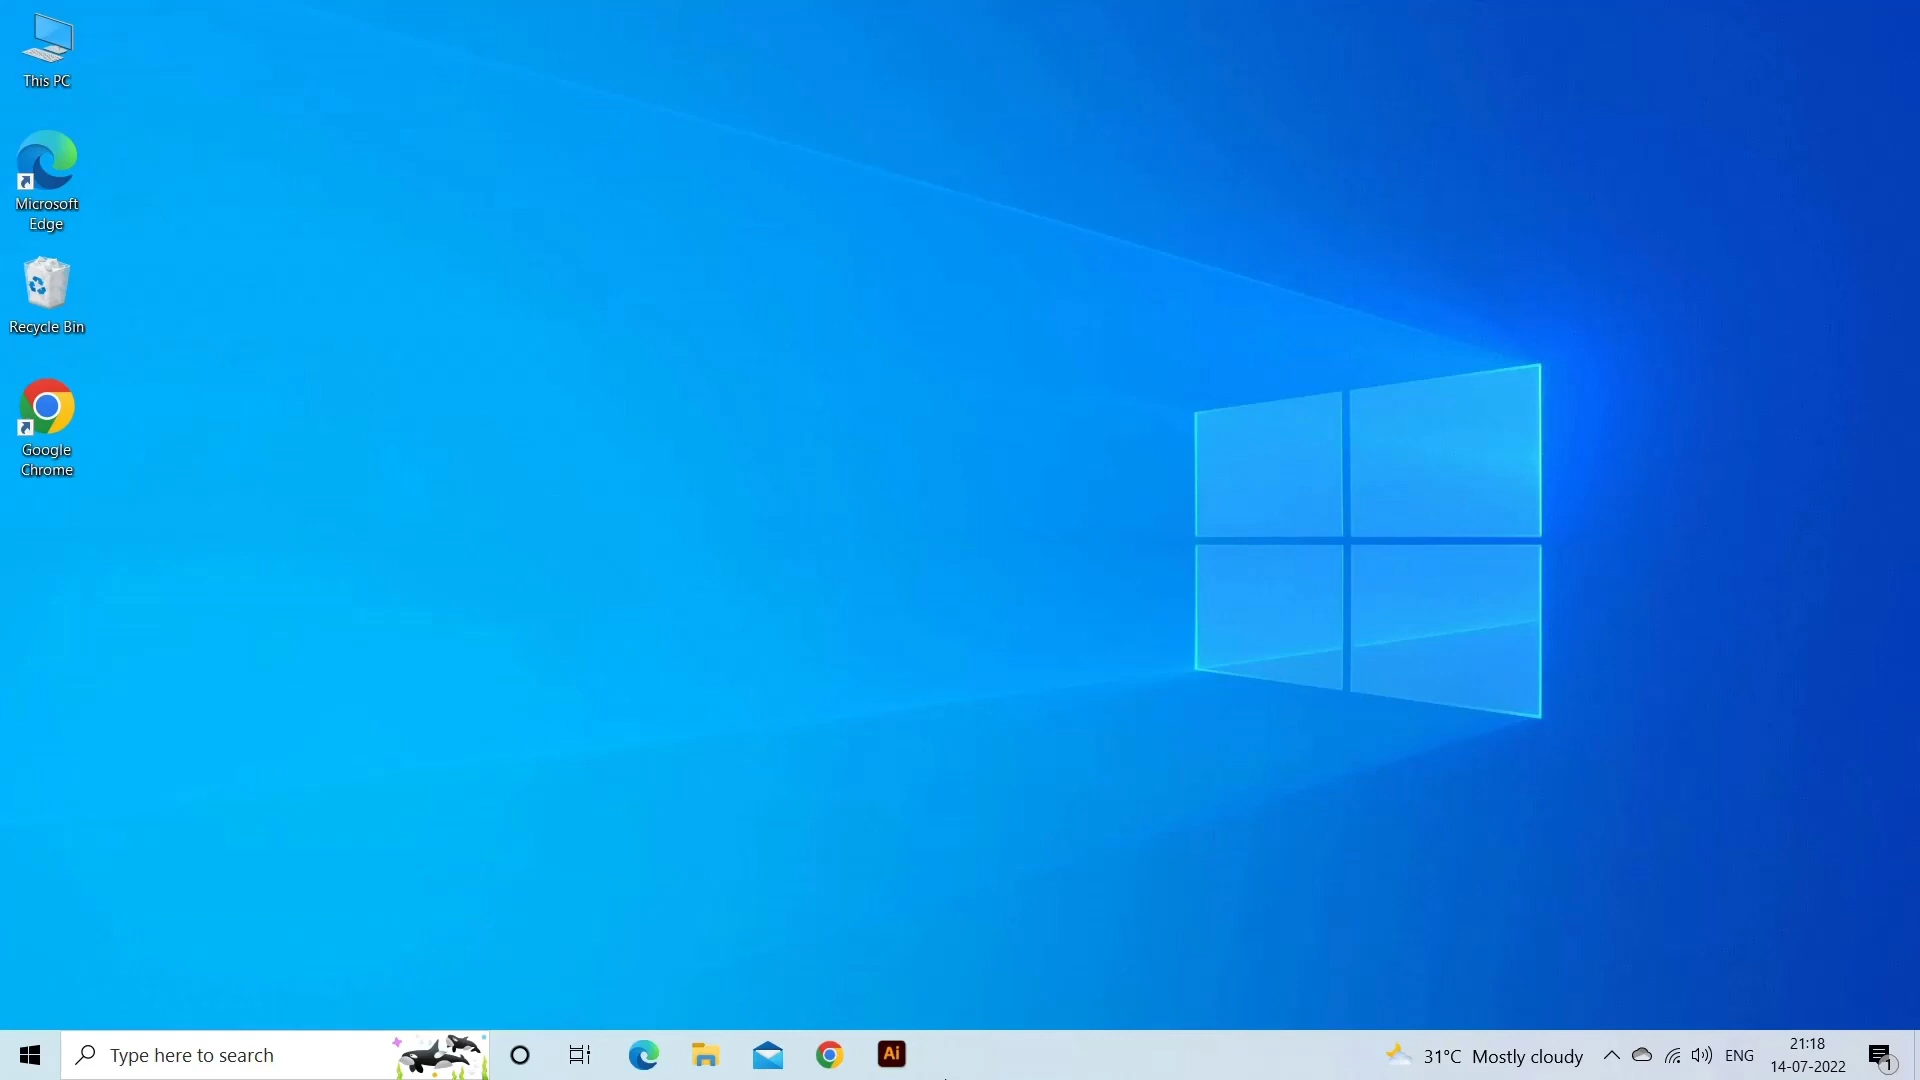 This PC
Microsoft
Edge
Recycle Bin
Google
Chrome
Type here to search
Ai
31°C Mostly cloudy
ENG
21:18
14-07-2022
1